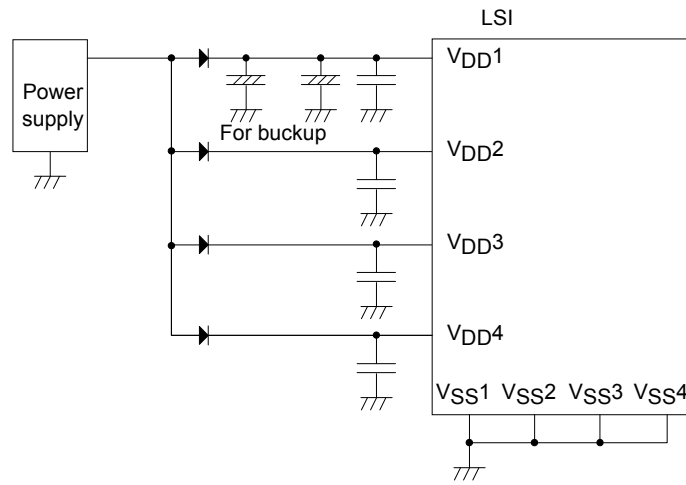 LSI
Power
supply
VDD1
For buckup
VDD2
VDD3
VDD4
VSS1 VSS2 VSS3 VSS4